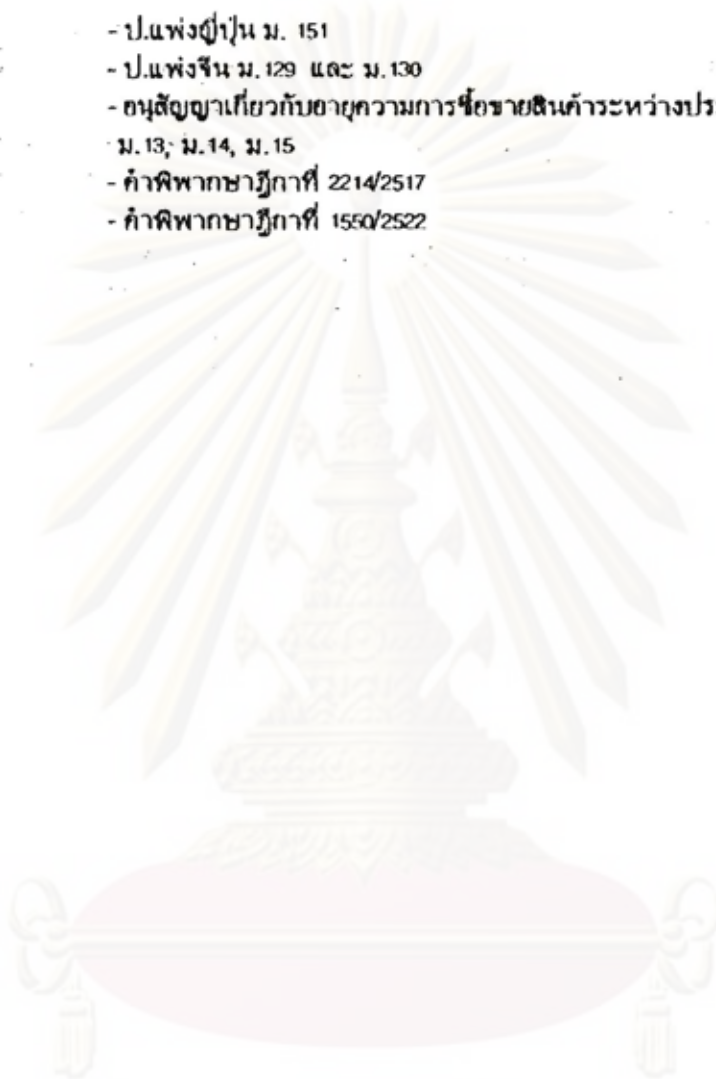 - ป.แพ่งญี่ปุ่น ม. 151
- ป.แพ่งจีน ม.129 และ ม.130
- อนุสัญญาเกี่ยวกับอายุความการซื้อขายสินค้าระหว่างประ
ม.13, ม.14, ม.15
- คำพิพากษาฎีกาที่ 2214/2517
- คำพิพากษาฎีกาที่ 1550/2522